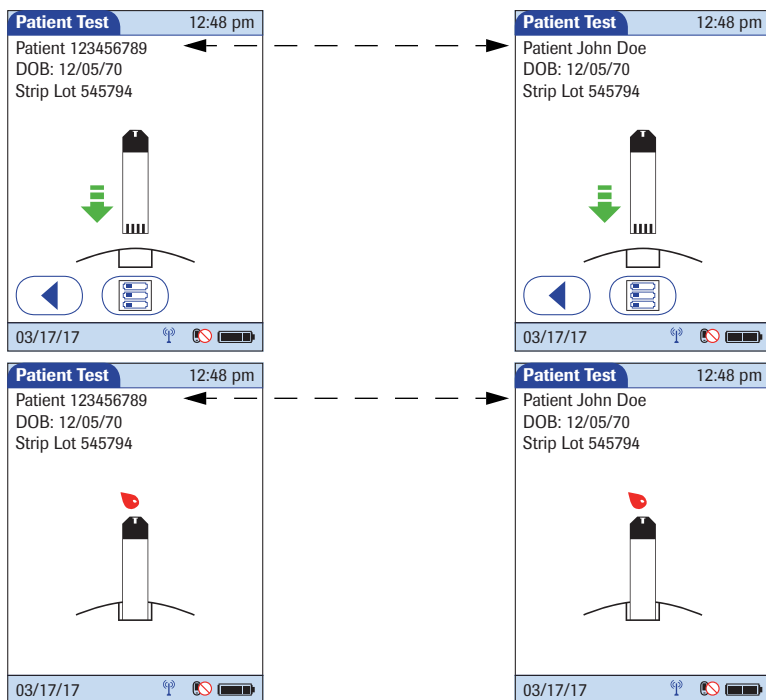 Patient Test 12:48 pm
Patient 123456789
DOB: 12/05/70
Strip Lot 545794
03/17/17
Patient Test 12:48 pm
Patient John Doe
DOB: 12/05/70
Strip Lot 545794
03/17/17
Patient Test 12:48 pm
Patient 123456789
DOB: 12/05/70
Strip Lot 545794
03/17/17
Patient Test 12:48 pm
Patient John Doe
DOB: 12/05/70
Strip Lot 545794
03/17/17